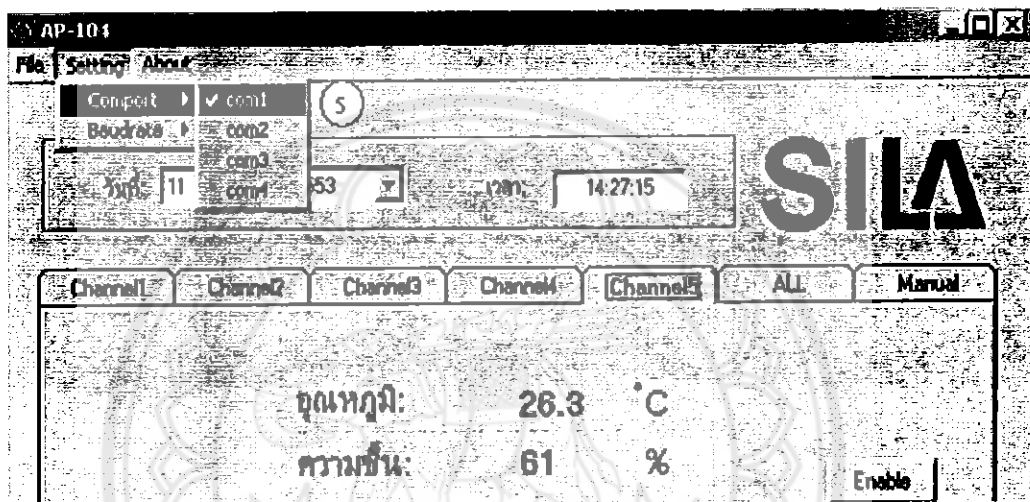 AP-104
File Setting About
Comport ✓ com1 5
Baudrate com2
com3
com4
วันที่: 11 53 เวลา: 14:27:15
SILA
Channel1 Channel2 Channel3 Channel4 Channel5 ALL Manual
อุณหภูมิ: 26.3 °C
ความชื้น: 61 %
Enable